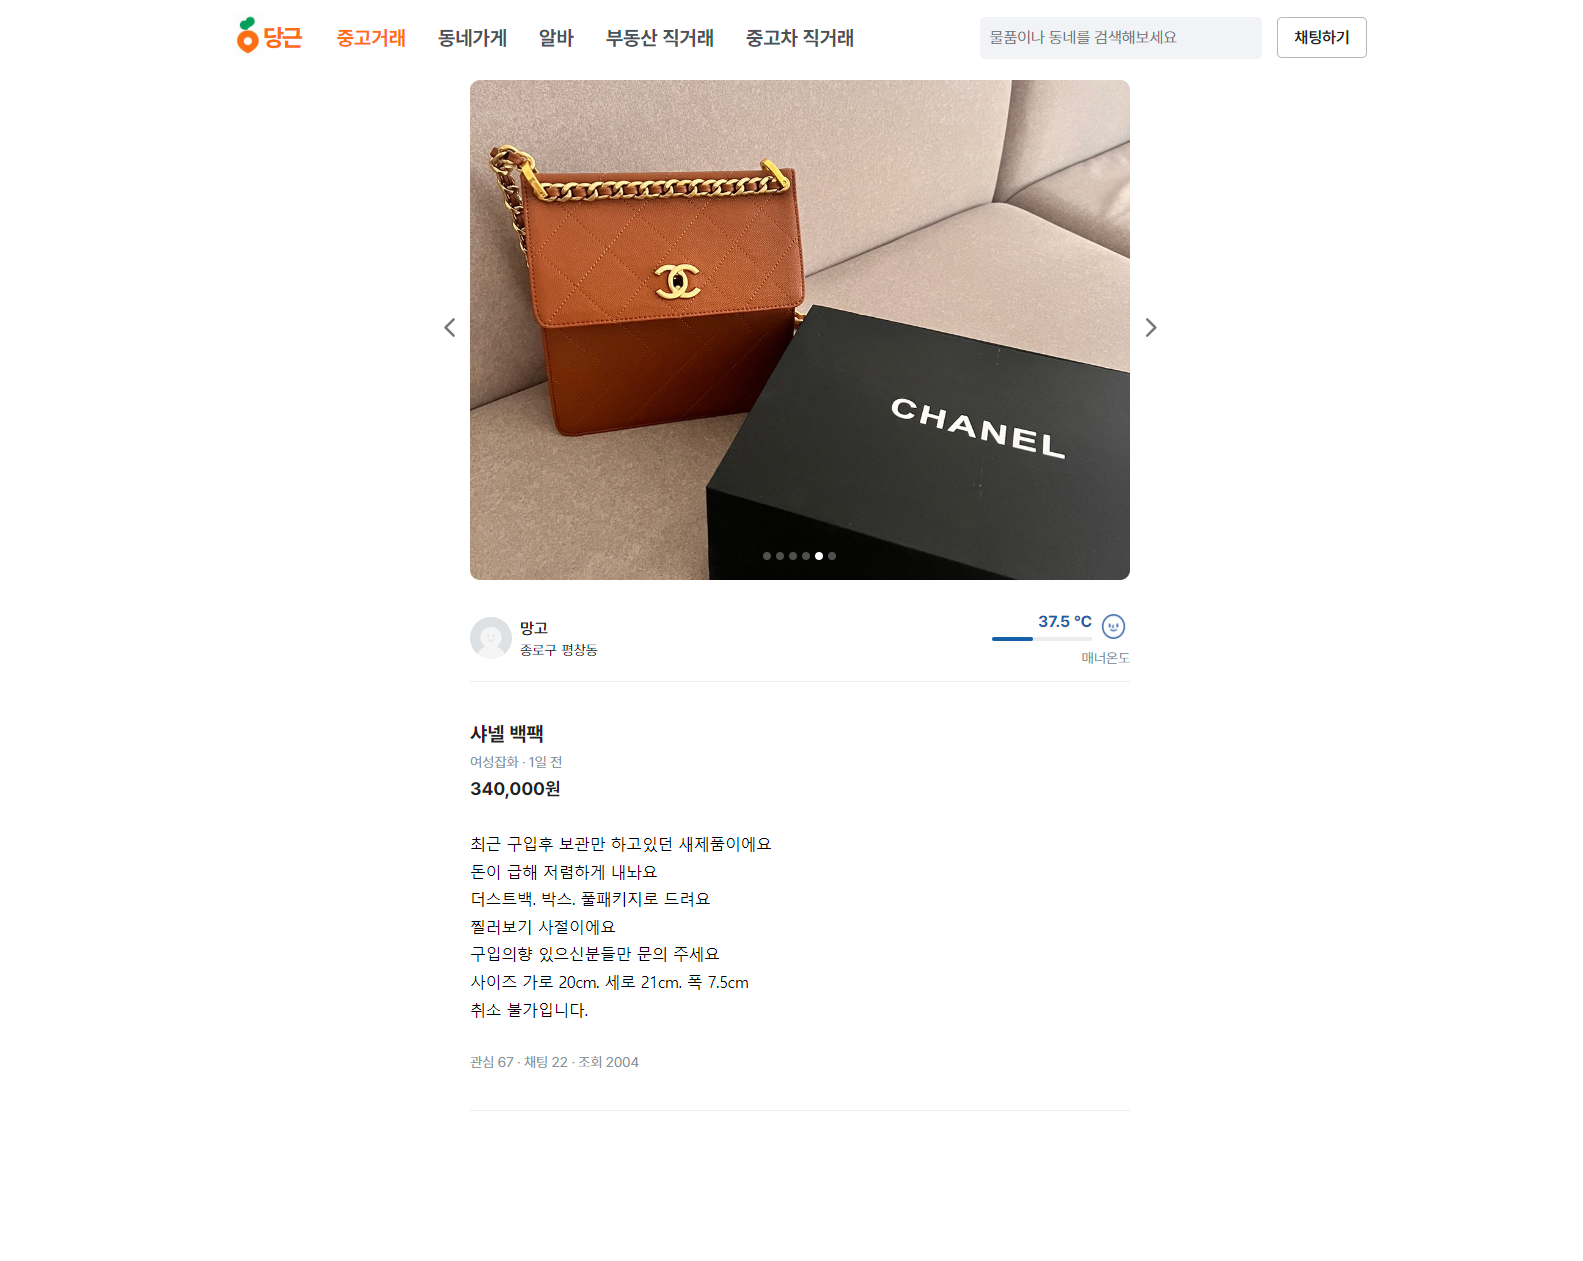 당근 중고거래 동네가게 알바 부동산 직거래 중고차 직거래 물품이나 동네를 검색해보세요 채팅하기
CHANEL
망고
종로구 평창동
37.5 °C
매너온도
샤넬 백팩
여성잡화 · 1일 전
340,000원
최근 구입후 보관만 하고있던 새제품이에요
돈이 급해 저렴하게 내놔요
더스트백. 박스. 풀패키지로 드려요
찔러보기 사절이에요
구입의향 있으신분들만 문의 주세요
사이즈 가로 20cm. 세로 21cm. 폭 7.5cm
취소 불가입니다.
관심 67 · 채팅 22 · 조회 2004